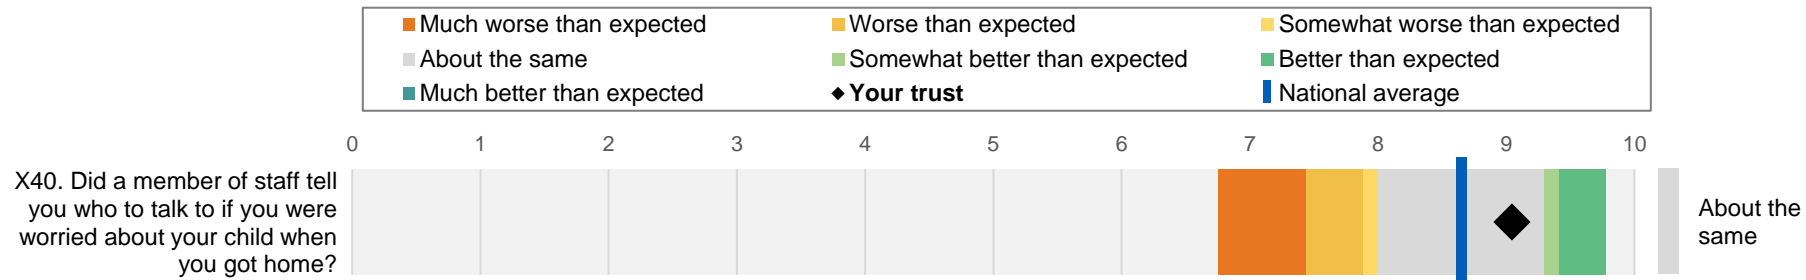 Much worse than expected
Worse than expected
Somewhat worse than expected
About the same
Somewhat better than expected
Better than expected
Much better than expected
Your trust
National average
0 1 2 3 4 5 6 7 8 9 10
X40. Did a member of staff tell
you who to talk to if you were
worried about your child when
you got home?
About the
same